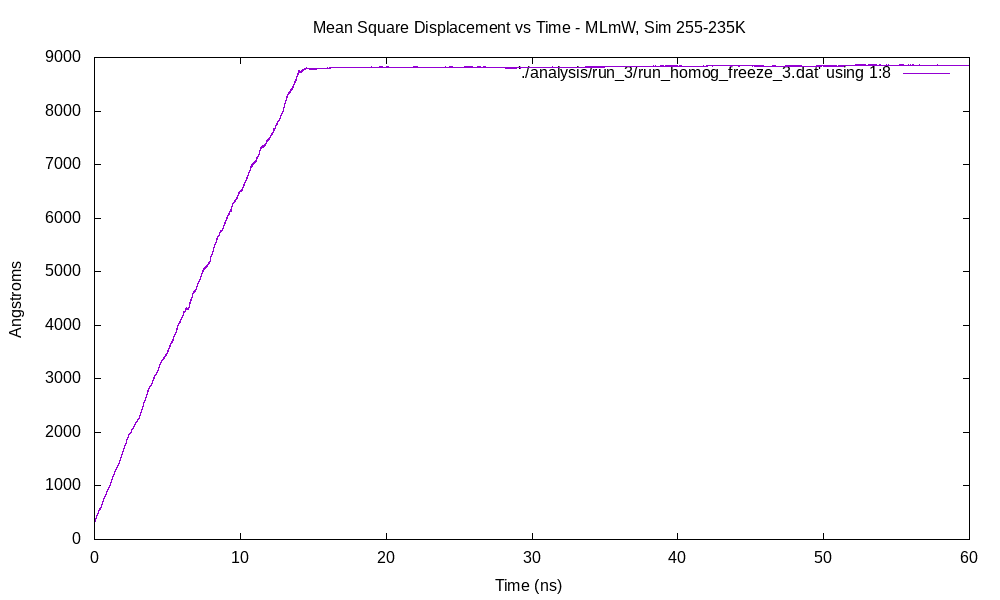 Mean Square Displacement vs Time - MLmW, Sim 255-235K
9000
8000
7000
6000
5000
4000
3000
2000
1000
0
Angstroms
'./analysis/run_3/run_homog_freeze_3.dat' using 1:8
0 10 20 30 40 50 60
Time (ns)